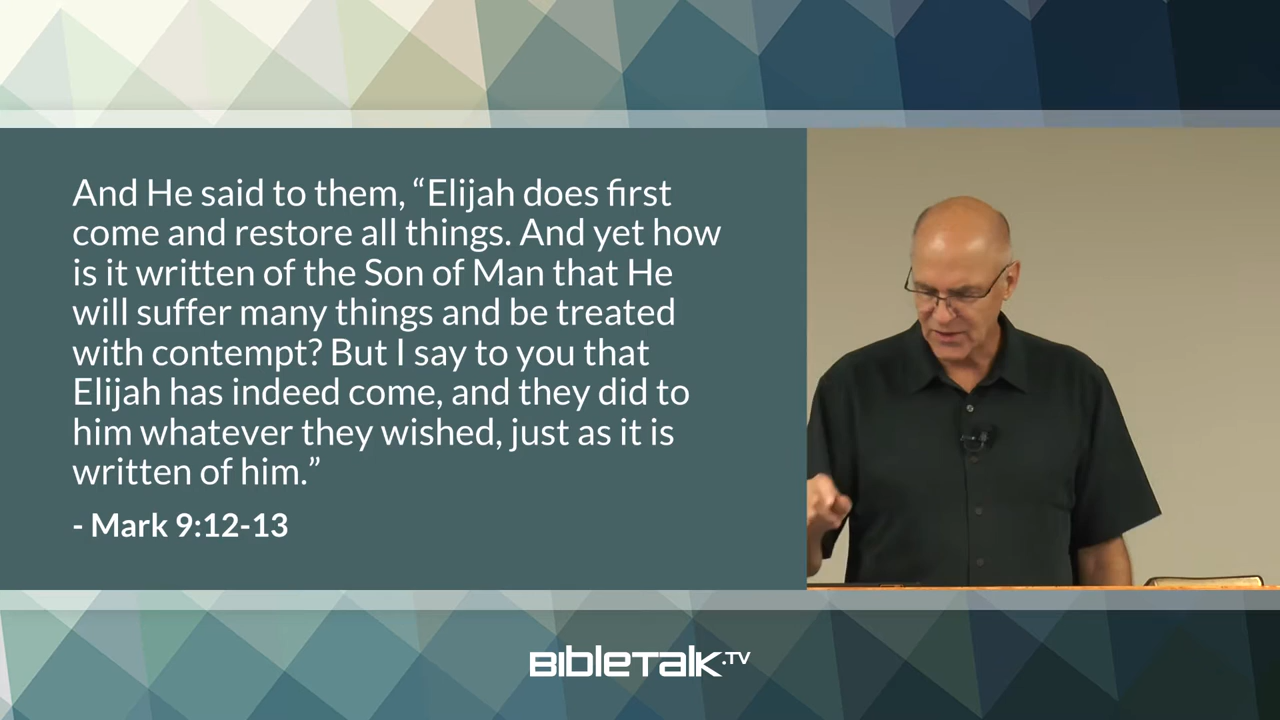 And He said to them, “Elijah does first
come and restore all things. And yet how
is it written of the Son of Man that He
will suffer many things and be treated
with contempt? But I say to you that
Elijah has indeed come, and they did to
him whatever they wished, just as it is
written of him.”
- Mark 9:12-13
BIBLETALK.TV